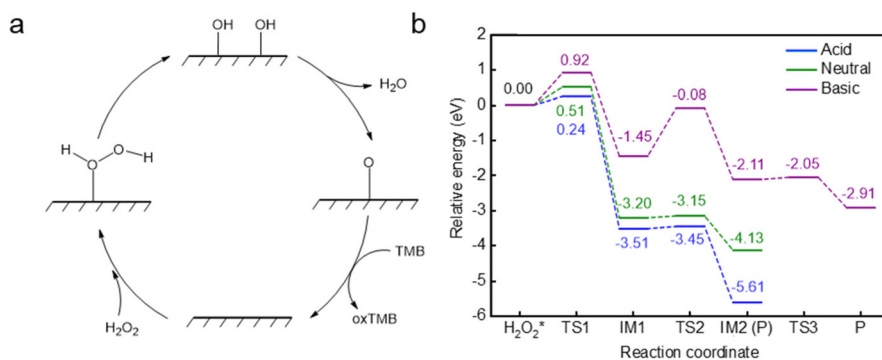 a
OH OH
H₂O
O
TMB
oxTMB
H₂O₂
H O O H
b
Relative energy (eV)
2
1
0
-1
-2
-3
-4
-5
-6
Acid
Neutral
Basic
0.00
0.92
0.51
0.24
-1.45
-0.08
-3.20
-3.15
-3.51
-3.45
-2.11
-2.05
-2.91
-4.13
-5.61
H₂O₂* TS1 IM1 TS2 IM2 (P) TS3 P
Reaction coordinate